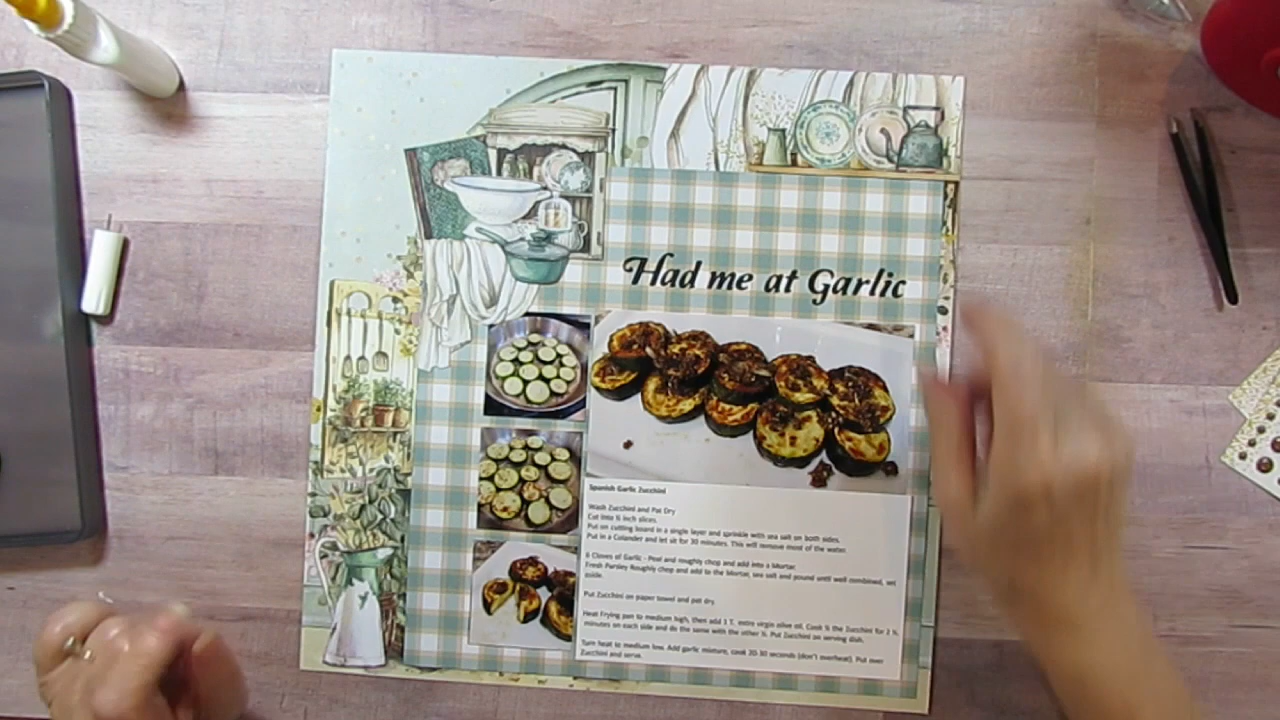 Had me at Garlic
Spanish Garlic Zucchini
Wash Zucchini and Pat Dry
Cut into ½ inch slices.
Put on cutting board in a single layer and sprinkle with sea salt on both sides.
Put in a Colander and let sit for 30 minutes. This will remove most of the water.
6 Cloves of Garlic - Peel and roughly chop and add into a Mortar.
Fresh Parsley Roughly chop and add to the Mortar, sea salt and pound until well combined, set
aside.
Put Zucchini on paper towel and pat dry.
Heat Frying pan to medium high, then add 1 T. extra virgin olive oil. Cook ½ the Zucchini for 2 ½
minutes on each side and do the same with the other ½. Put Zucchini on serving dish.
Turn heat to medium low. Add garlic mixture, cook 20-30 seconds (don't overheat). Put over
Zucchini and serve.